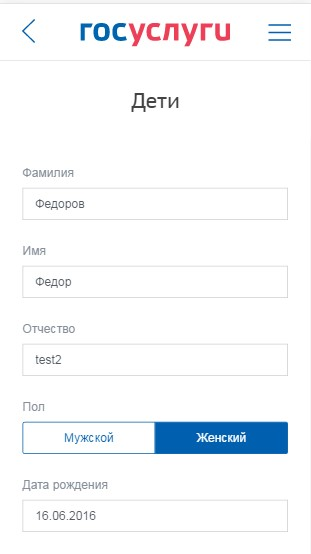 госуслуги
Дети
Фамилия
Федоров
Имя
Федор
Отчество
test2
Пол
Мужской Женский
Дата рождения
16.06.2016